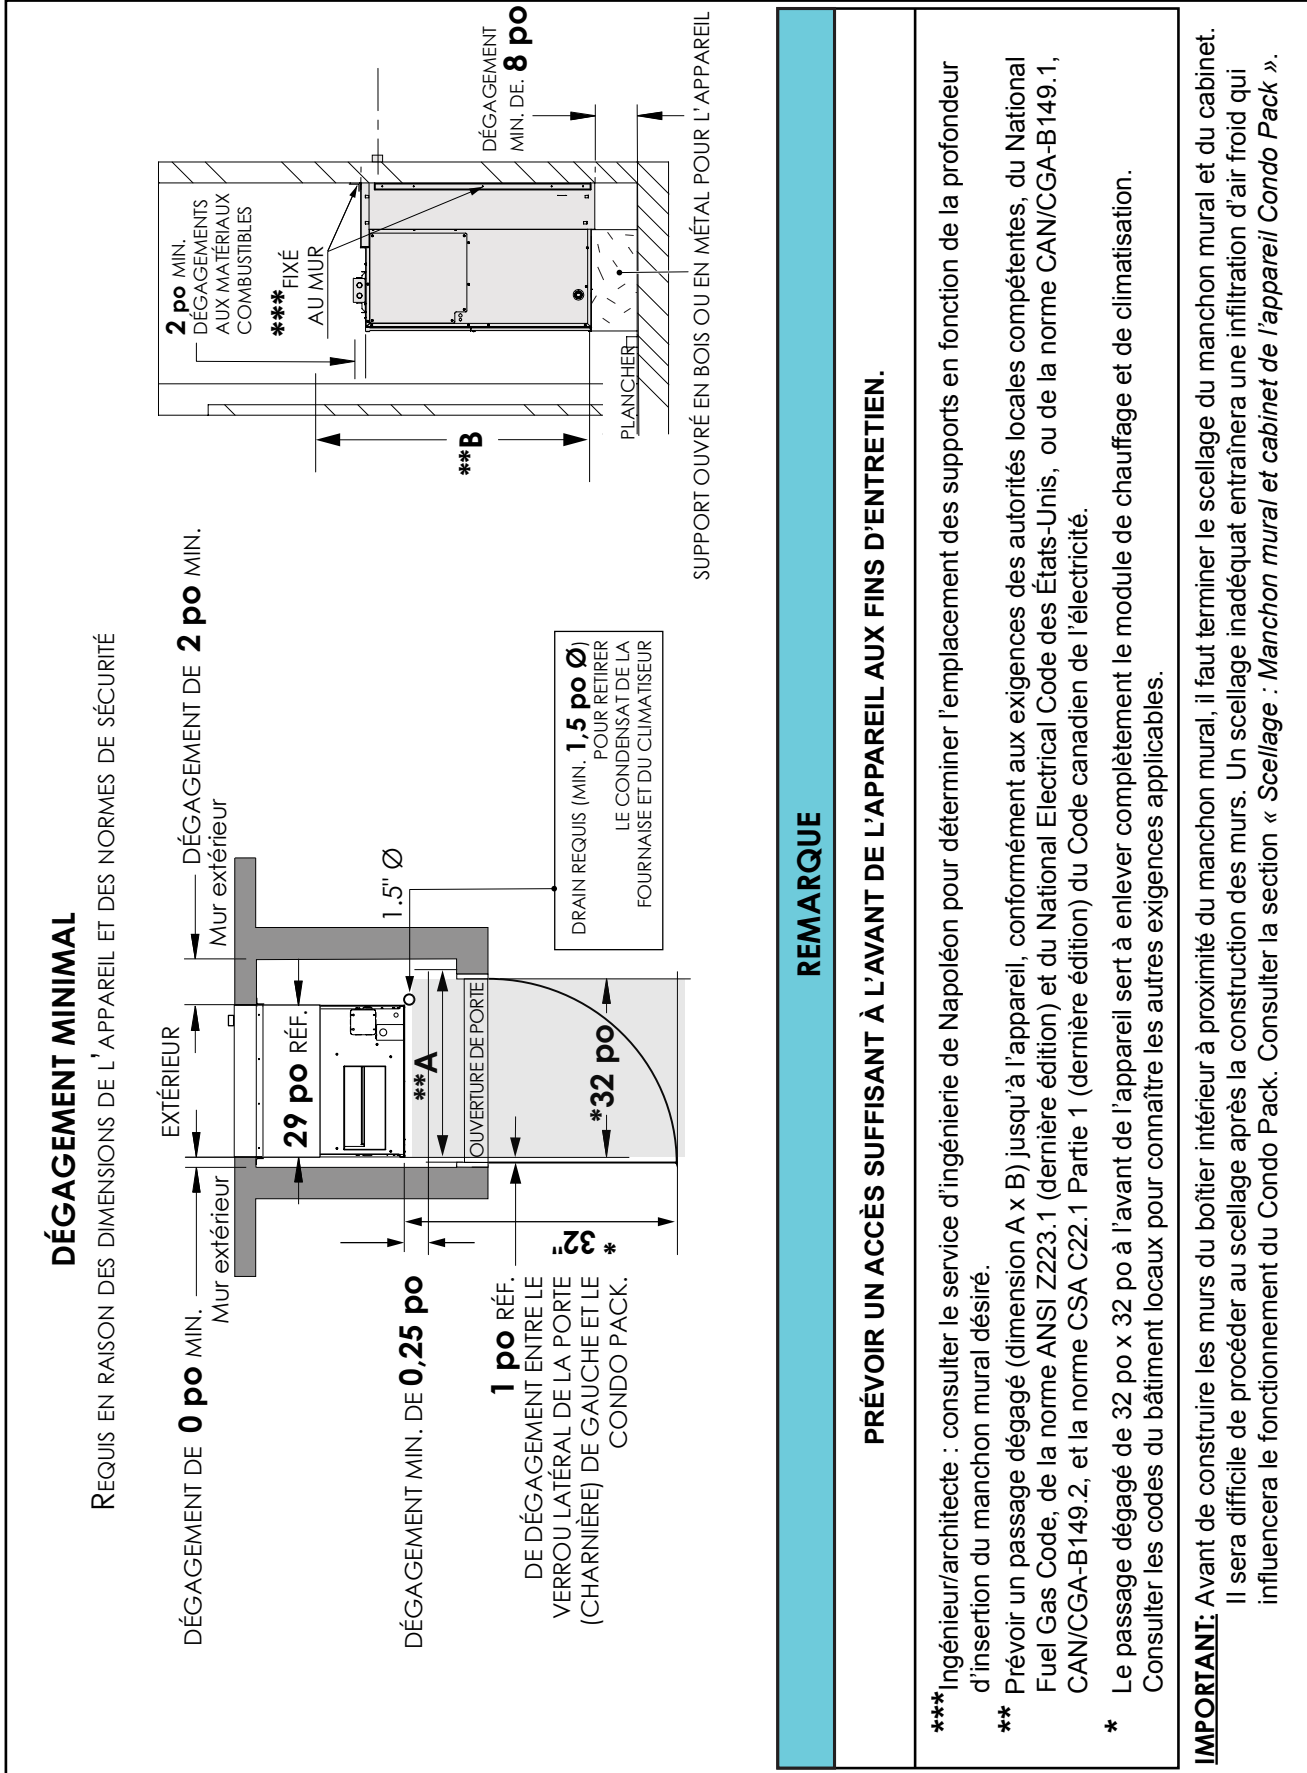 DÉGAGEMENT MINIMAL
REQUIS EN RAISON DES DIMENSIONS DE L'APPAREIL ET DES NORMES DE SÉCURITÉ
DÉGAGEMENT DE 0 po MIN.
Mur extérieur
EXTÉRIEUR
DÉGAGEMENT DE 2 po MIN.
Mur extérieur
29 po RÉF.
1.5" Ø
**A
OUVERTURE DE PORTE
*32 po
* 32"
DÉGAGEMENT MIN. DE 0,25 po
1 po RÉF.
DE DÉGAGEMENT ENTRE LE
VERROU LATÉRAL DE LA PORTE
(CHARNIÈRE) DE GAUCHE ET LE
CONDO PACK.
DRAIN REQUIS (MIN. 1,5 po Ø)
POUR RETIRER
LE CONDENSAT DE LA
FOURNAISE ET DU CLIMATISEUR
2 po MIN.
DÉGAGEMENTS
AUX MATÉRIAUX
COMBUSTIBLES
*** FIXÉ
AU MUR
**B
DÉGAGEMENT
MIN. DE. 8 po
PLANCHER
SUPPORT OUVRÉ EN BOIS OU EN MÉTAL POUR L'APPAREIL
REMARQUE
PRÉVOIR UN ACCÈS SUFFISANT À L'AVANT DE L'APPAREIL AUX FINS D'ENTRETIEN.
*** Ingénieur/architecte : consulter le service d'ingénierie de Napoléon pour déterminer l'emplacement des supports en fonction de la profondeur
d'insertion du manchon mural désiré.
** Prévoir un passage dégagé (dimension A x B) jusqu'à l'appareil, conformément aux exigences des autorités locales compétentes, du National
Fuel Gas Code, de la norme ANSI Z223.1 (dernière édition) et du National Electrical Code des États-Unis, ou de la norme CAN/CGA-B149.1,
CAN/CGA-B149.2, et la norme CSA C22.1 Partie 1 (dernière édition) du Code canadien de l'électricité.
* Le passage dégagé de 32 po x 32 po à l'avant de l'appareil sert à enlever complètement le module de chauffage et de climatisation.
Consulter les codes du bâtiment locaux pour connaître les autres exigences applicables.
IMPORTANT: Avant de construire les murs du boîtier intérieur à proximité du manchon mural, il faut terminer le scellage du manchon mural et du cabinet.
Il sera difficile de procéder au scellage après la construction des murs. Un scellage inadéquat entraînera une infiltration d'air froid qui
influencera le fonctionnement du Condo Pack. Consulter la section « Scellage : Manchon mural et cabinet de l'appareil Condo Pack ».